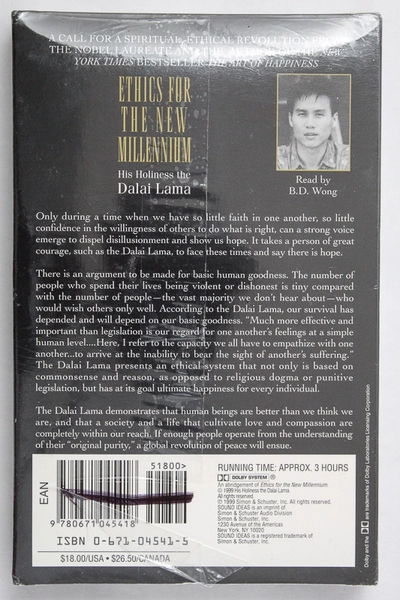 A CALL FOR A SPIRITUAL, ETHICAL REVOLUTION FROM
THE NOBEL LAUREATE AND THE AUTHOR OF THE NEW
YORK TIMES BESTSELLER THE ART OF HAPPINESS
ETHICS FOR
THE NEW
MILLENNIUM
His Holiness the
Dalai Lama
Read by
B.D. Wong
Only during a time when we have so little faith in one another, so little
confidence in the willingness of others to do what is right, can a strong voice
emerge to dispel disillusionment and show us hope. It takes a person of great
courage, such as the Dalai Lama, to face these times and say there is hope.
There is an argument to be made for basic human goodness. The number of
people who spend their lives being violent or dishonest is tiny compared
with the number of people—the vast majority we don't hear about—who
would wish others only well. According to the Dalai Lama, our survival has
depended and will depend on our basic goodness. "Much more effective and
important than legislation is our regard for one another's feelings at a simple
human level....Here, I refer to the capacity we all have to empathize with one
another...to arrive at the inability to bear the sight of another's suffering."
The Dalai Lama presents an ethical system that not only is based on
commonsense and reason, as opposed to religious dogma or punitive
legislation, but has at its goal ultimate happiness for every individual.
The Dalai Lama demonstrates that human beings are better than we think we
are, and that a society and a life that cultivate love and compassion are
completely within our reach. If enough people operate from the understanding
of their "original purity," a global revolution of peace will ensue.
EAN
51800>
9 780671 045418
ISBN 0-671-04541-5
$18.00/USA • $26.50/CANADA
RUNNING TIME: APPROX. 3 HOURS
DOLBY SYSTEM ®
An abridgement of Ethics for the New Millennium
© 1999 His Holiness the Dalai Lama
All rights reserved.
℗ 1999 Simon & Schuster, Inc. All rights reserved.
SOUND IDEAS is an imprint of
Simon & Schuster Audio Division
Simon & Schuster, Inc.
1230 Avenue of the Americas
New York, NY 10020
SOUND IDEAS is a registered trademark of
Simon & Schuster, Inc.
Dolby and the are trademarks of Dolby Laboratories Licensing Corporation